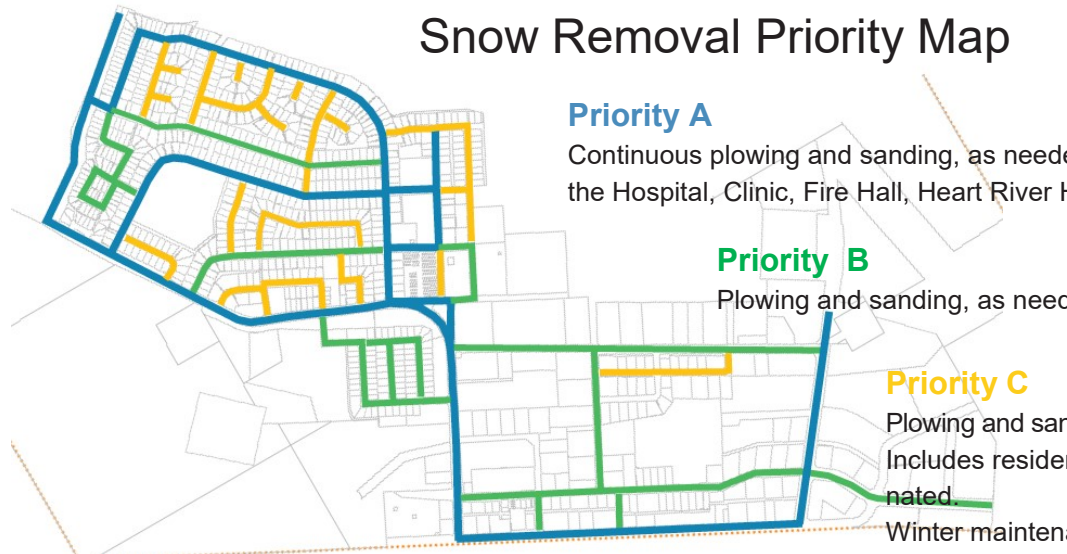 Snow Removal Priority Map
Priority A
Continuous plowing and sanding, as neede
the Hospital, Clinic, Fire Hall, Heart River H
Priority B
Plowing and sanding, as need
Priority C
Plowing and san
Includes residen
nated.
Winter maintena